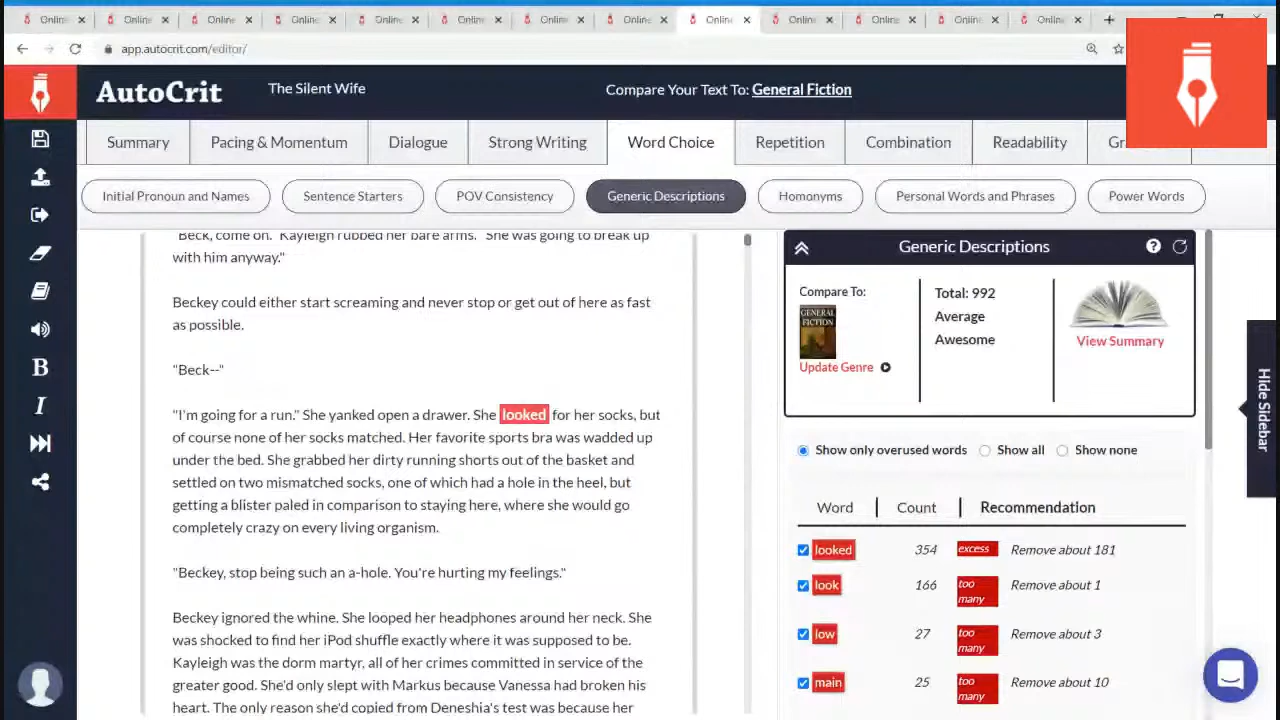 Online
Online
Online
Online
Online
Online
Online
Online
Online
Online
Online
Online
Online
app.autocrit.com/editor/
AutoCrit
The Silent Wife
Compare Your Text To: General Fiction
Summary
Pacing & Momentum
Dialogue
Strong Writing
Word Choice
Repetition
Combination
Readability
Initial Pronoun and Names
Sentence Starters
POV Consistency
Generic Descriptions
Homonyms
Personal Words and Phrases
Power Words
"Beck, come on." Kayleigh rubbed her bare arms. "She was going to break up
with him anyway."
Beckey could either start screaming and never stop or get out of here as fast
as possible.
"Beck--"
"I'm going for a run." She yanked open a drawer. She looked for her socks, but
of course none of her socks matched. Her favorite sports bra was wadded up
under the bed. She grabbed her dirty running shorts out of the basket and
settled on two mismatched socks, one of which had a hole in the heel, but
getting a blister paled in comparison to staying here, where she would go
completely crazy on every living organism.
"Beckey, stop being such an a-hole. You're hurting my feelings."
Beckey ignored the whine. She looped her headphones around her neck. She
was shocked to find her iPod shuffle exactly where it was supposed to be.
Kayleigh was the dorm martyr, all of her crimes committed in service of the
greater good. She'd only slept with Markus because Vanessa had broken his
heart. The only reason she'd copied from Deneshia's test was because her
Generic Descriptions
Compare To:
GENERAL
FICTION
Update Genre
Total: 992
Average
Awesome
View Summary
Show only overused words
Show all
Show none
Word
Count
Recommendation
looked 354 excess Remove about 181
look 166 too many Remove about 1
low 27 too many Remove about 3
main 25 too many Remove about 10
Hide Sidebar
B
I